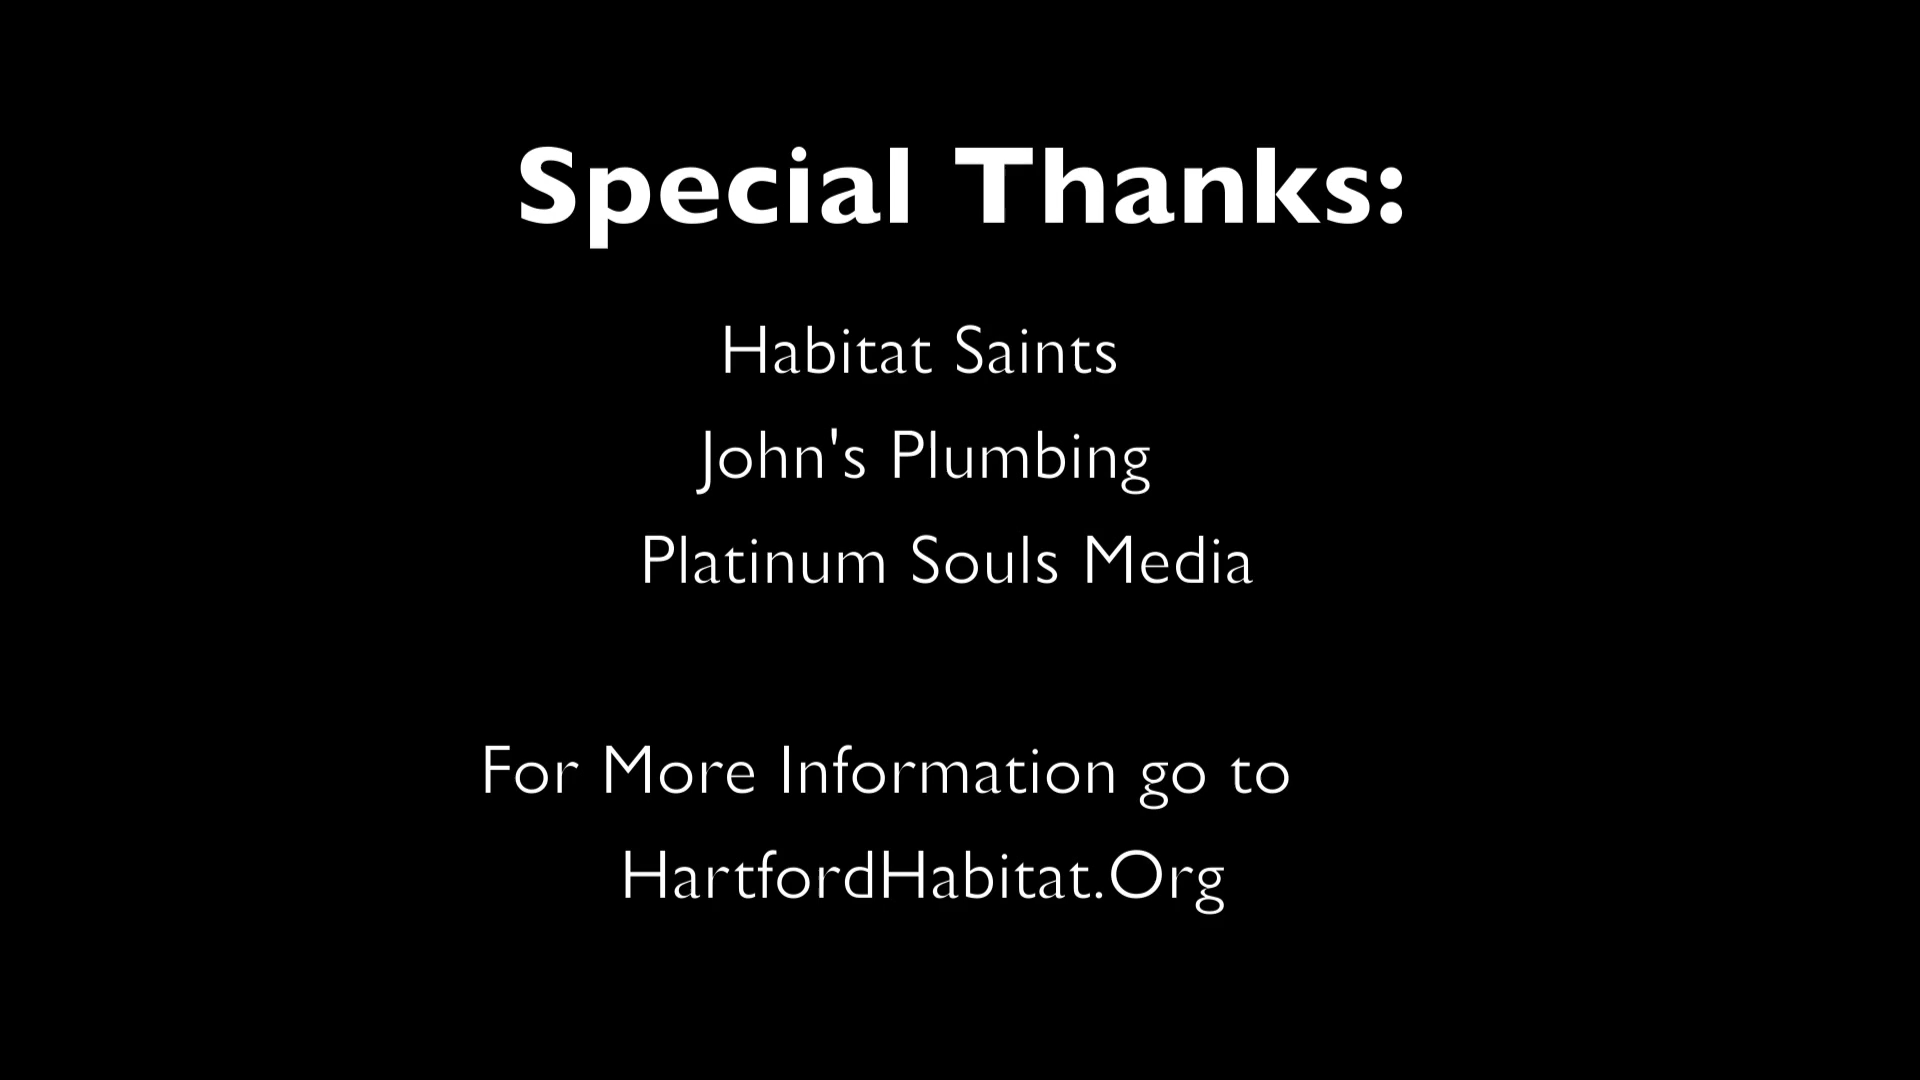 Special Thanks:
Habitat Saints
John's Plumbing
Platinum Souls Media
For More Information go to
HartfordHabitat.Org